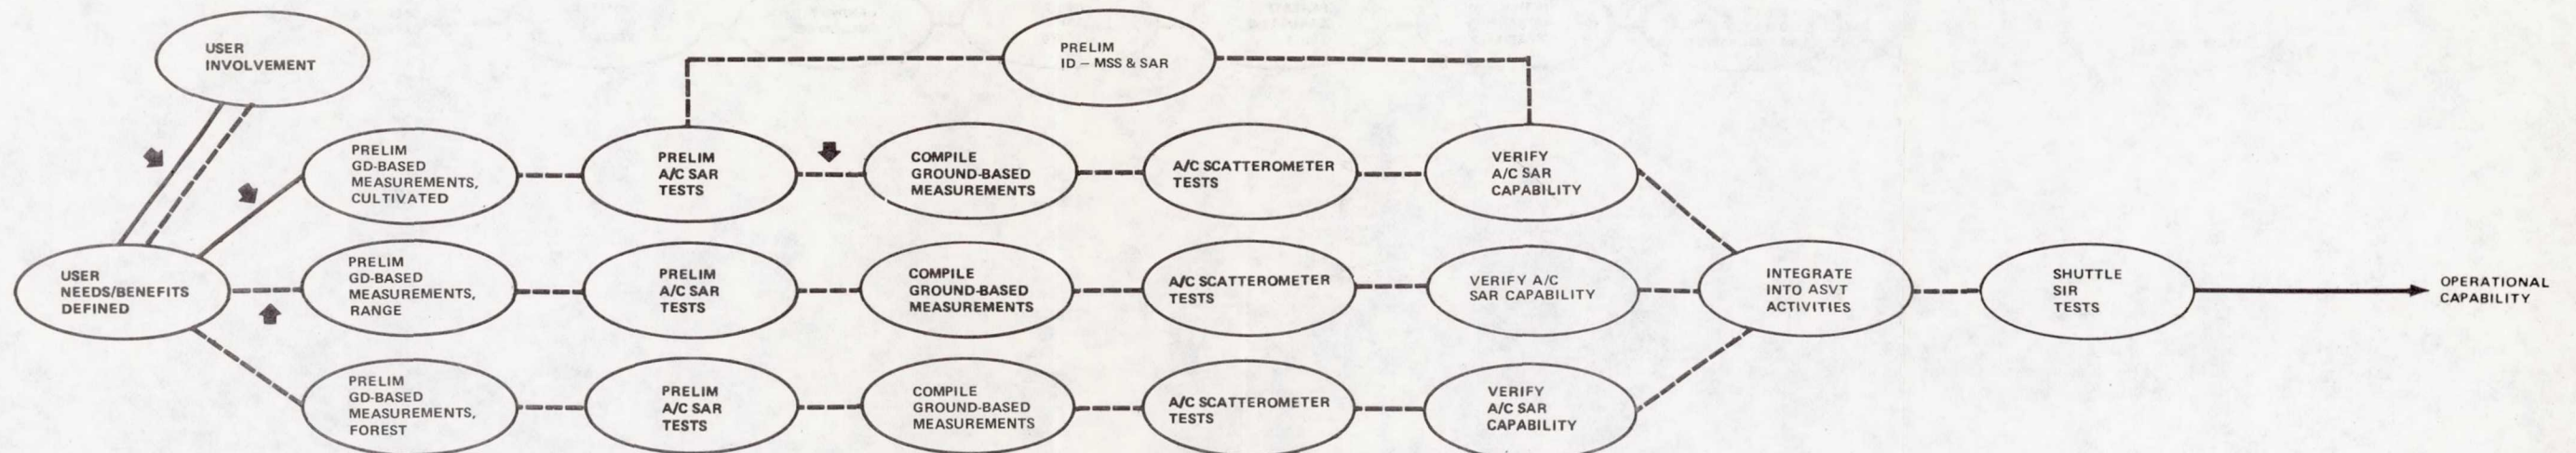 USER
INVOLVEMENT
PRELIM
ID – MSS & SAR
PRELIM
GD-BASED
MEASUREMENTS,
CULTIVATED
PRELIM
A/C SAR
TESTS
COMPILE
GROUND-BASED
MEASUREMENTS
A/C SCATTEROMETER
TESTS
VERIFY
A/C SAR
CAPABILITY
USER
NEEDS/BENEFITS
DEFINED
PRELIM
GD-BASED
MEASUREMENTS,
RANGE
PRELIM
A/C SAR
TESTS
COMPILE
GROUND-BASED
MEASUREMENTS
A/C SCATTEROMETER
TESTS
VERIFY A/C
SAR CAPABILITY
INTEGRATE
INTO ASVT
ACTIVITIES
SHUTTLE
SIR
TESTS
OPERATIONAL
CAPABILITY
PRELIM
GD-BASED
MEASUREMENTS,
FOREST
PRELIM
A/C SAR
TESTS
COMPILE
GROUND-BASED
MEASUREMENTS
A/C SCATTEROMETER
TESTS
VERIFY
A/C SAR
CAPABILITY